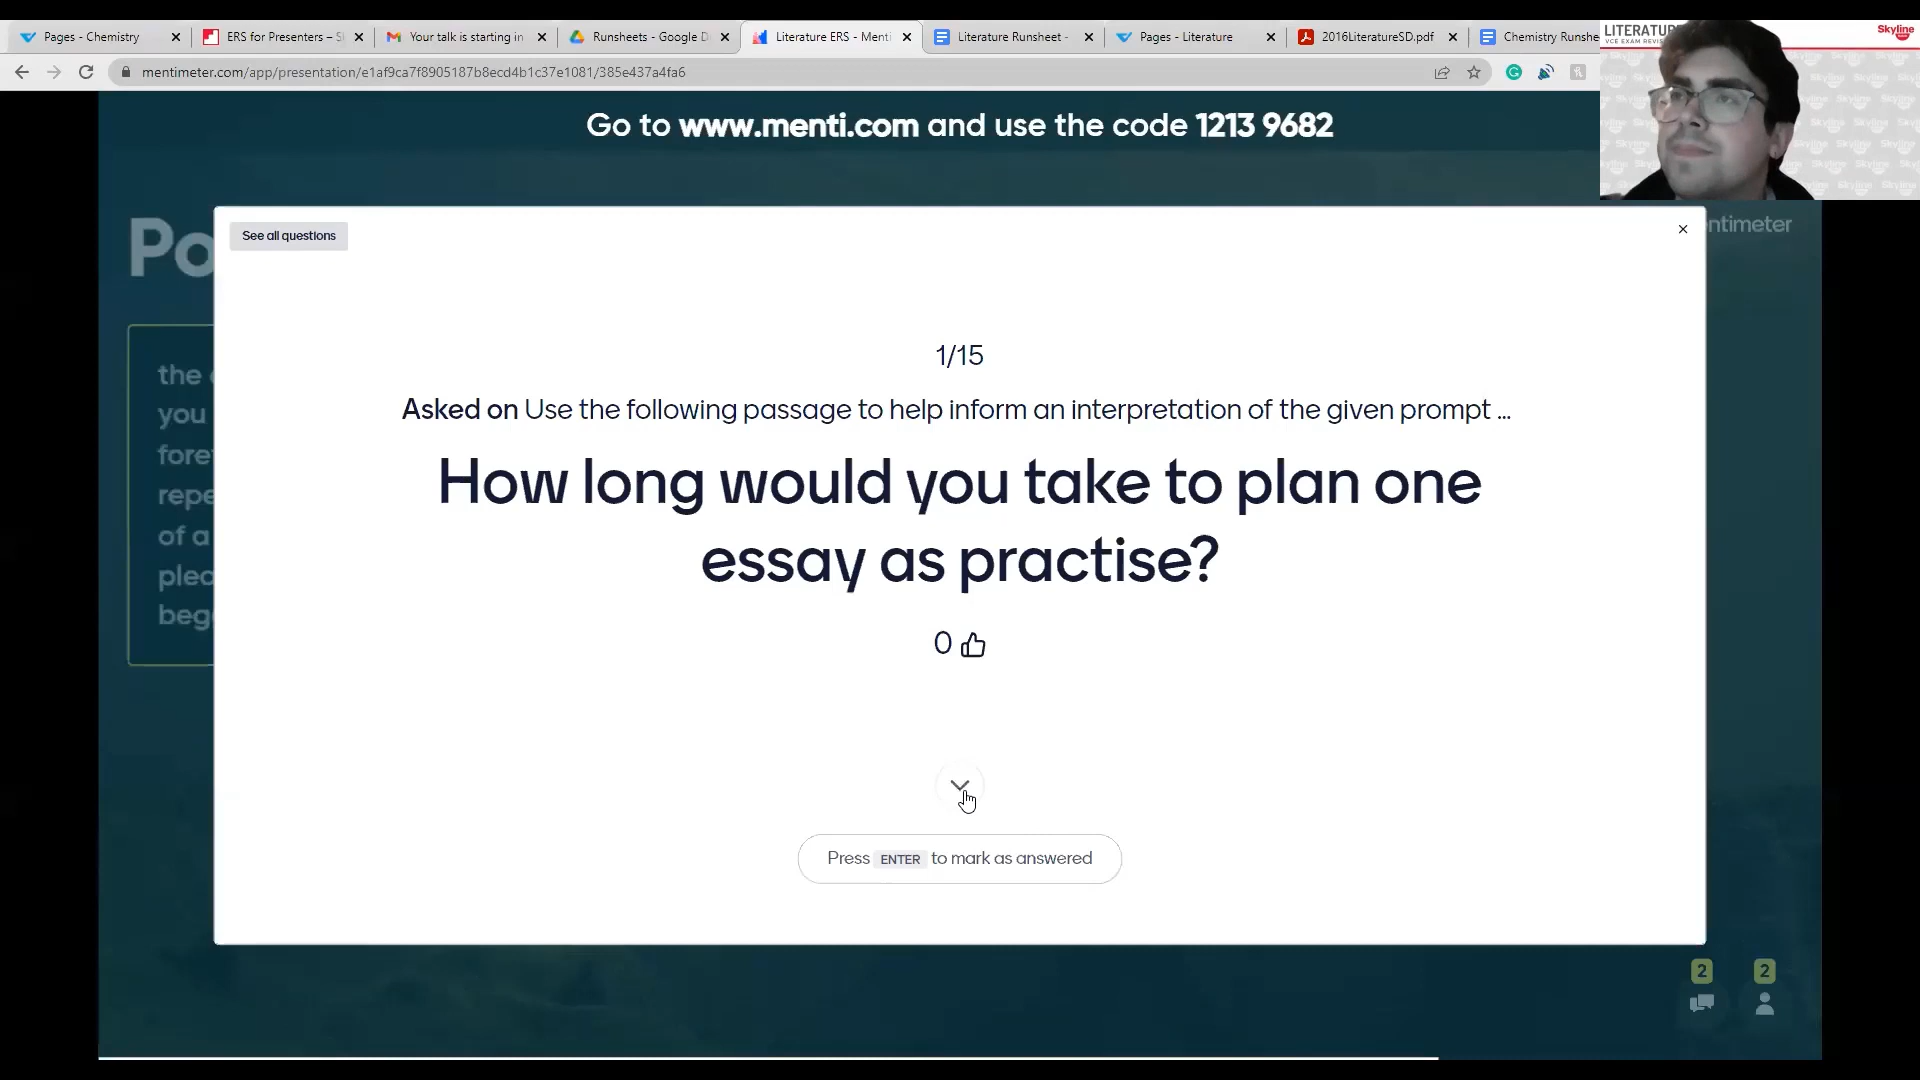 Pages - Chemistry
ERS for Presenters – S
Your talk is starting in
Runsheets - Google D
Literature ERS - Menti
Literature Runsheet -
Pages - Literature
2016LiteratureSD.pdf
Chemistry Runshe
mentimeter.com/app/presentation/e1af9ca7f8905187b8ecd4b1c37e1081/385e437a4fa6
LITERATUR
VCE EXAM REVIS
Skyline
Go to www.menti.com and use the code 1213 9682
Po
ntimeter
See all questions
1/15
Asked on Use the following passage to help inform an interpretation of the given prompt ...
How long would you take to plan one
essay as practise?
0
the
you
fore
repe
of a
plea
beg
Press ENTER to mark as answered
2
2